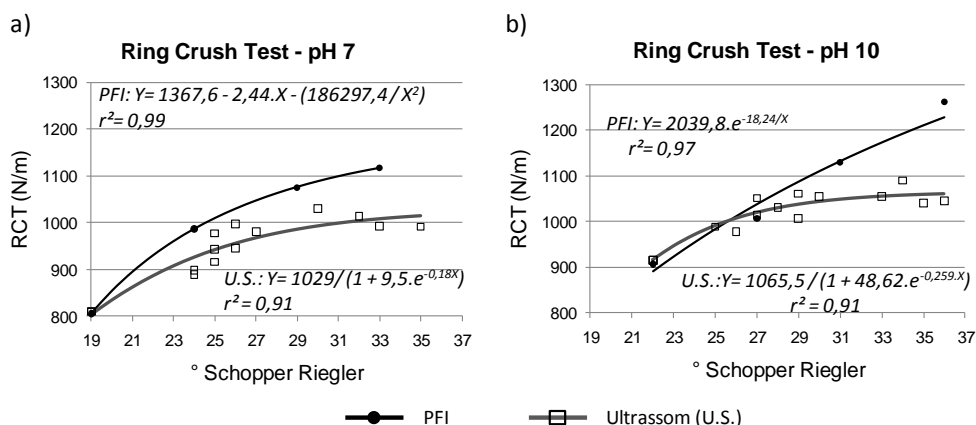 a)
Ring Crush Test - pH 7
RCT (N/m)
1300
1200
1100
1000
900
800
PFI: Y= 1367,6 - 2,44.X - (186297,4 / X²)
r²= 0,99
U.S.: Y= 1029 / (1 + 9,5.e^-0,18X)
r² = 0,91
19 21 23 25 27 29 31 33 35 37
° Schopper Riegler
b)
Ring Crush Test - pH 10
RCT (N/m)
1300
1200
1100
1000
900
800
PFI: Y = 2039,8.e^-18,24/X
r² = 0,97
U.S.:Y= 1065,5 / (1 + 48,62.e^-0,259.X)
r² = 0,91
19 21 23 25 27 29 31 33 35 37
° Schopper Riegler
PFI
Ultrassom (U.S.)